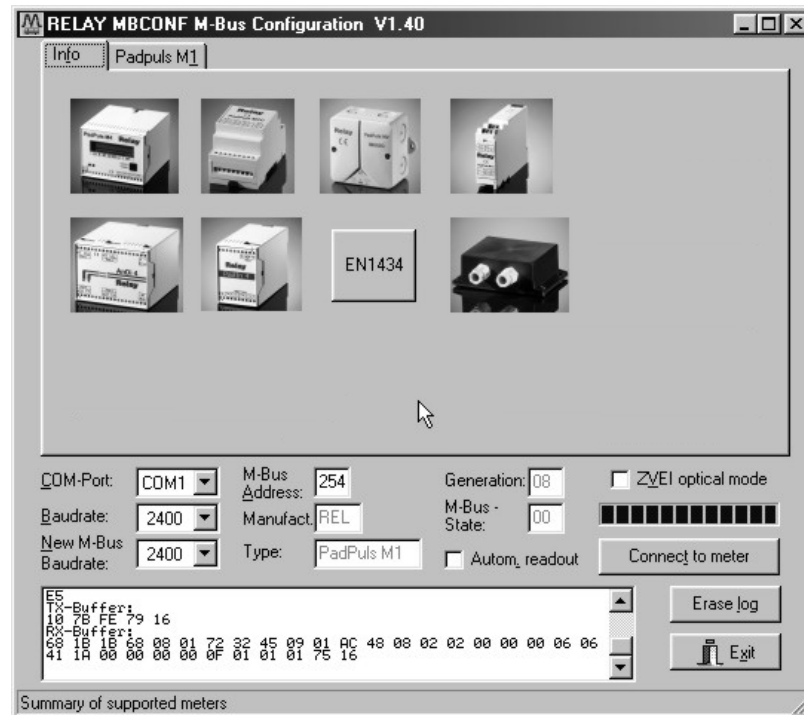 RELAY MBCONF M-Bus Configuration V1.40
Info
Padpuls M1
Relay
EN1434
COM-Port:
COM1
M-Bus Address:
254
Generation:
08
ZVEI optical mode
Baudrate:
2400
Manufact.
REL
M-Bus - State:
00
New M-Bus Baudrate:
2400
Type:
PadPuls M1
Autom. readout
Connect to meter
E5
TX-Buffer:
10 7B FE 79 16
RX-Buffer:
68 1B 1B 68 08 01 72 32 45 09 01 AC 48 08 02 02 00 00 00 06 06
41 1A 00 00 00 00 0F 01 01 01 75 16
Erase log
Exit
Summary of supported meters